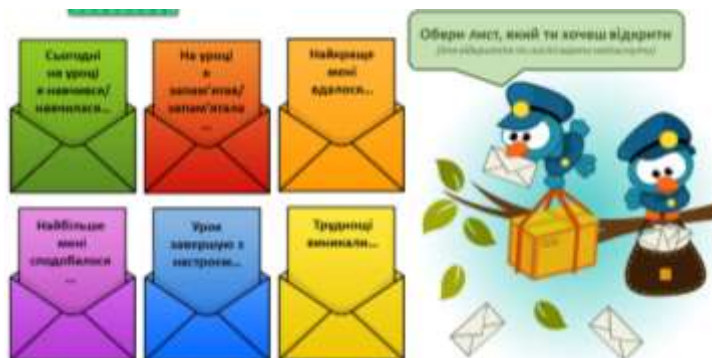 Сьогодні
на уроці
я навчився/
навчилася...
На уроці
я
запам'ятав/
запам'ятала
...
Найкраще
мені
вдалося...
Обери лист, який ти хочеш відкрити
Найбільше
мені
сподобалося
...
Урок
завершую з
настроєм...
Труднощі
виникали...